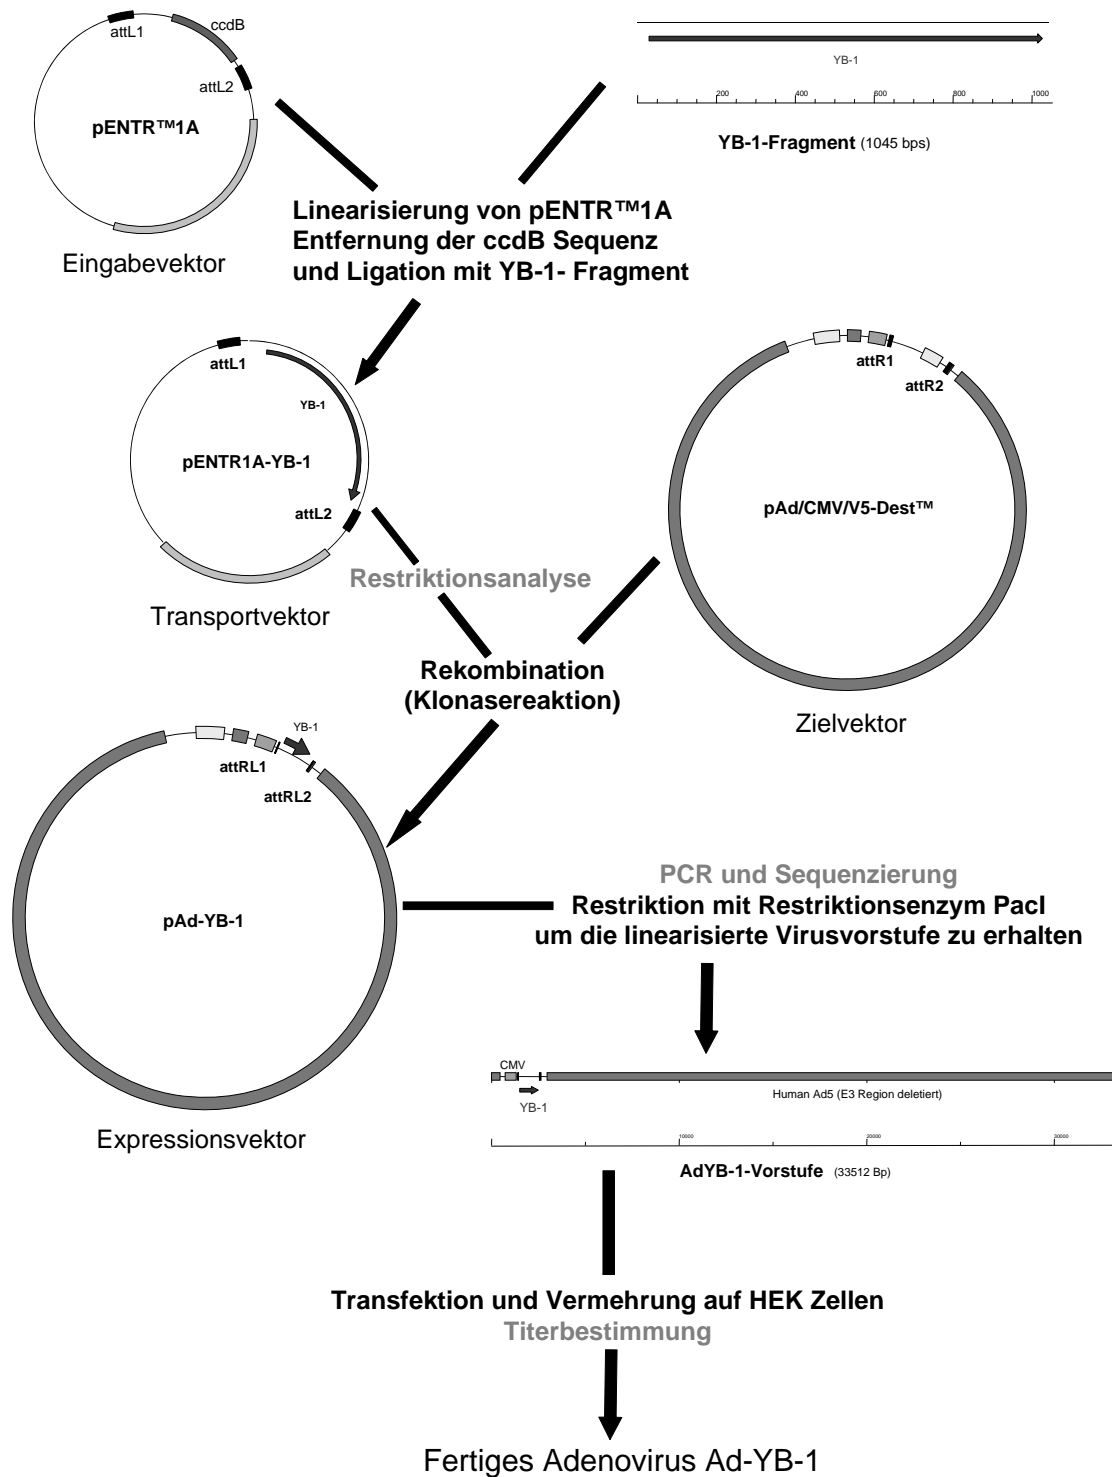 attL1
ccdB
attL2
pENTR™1A
Eingabevektor
YB-1
200 400 600 800 1000
YB-1-Fragment (1045 bps)
Linearisierung von pENTR™1A
Entfernung der ccdB Sequenz
und Ligation mit YB-1- Fragment
attL1
YB-1
pENTR1A-YB-1
attL2
Transportvektor
attR1
attR2
pAd/CMV/V5-Dest™
Zielvektor
Restriktionsanalyse
Rekombination
(Klonasereaktion)
YB-1
attRL1
attRL2
pAd-YB-1
Expressionsvektor
PCR und Sequenzierung
Restriktion mit Restriktionsenzym PacI
um die linearisierte Virusvorstufe zu erhalten
CMV
YB-1
Human Ad5 (E3 Region deletiert)
10000 20000 30000
AdYB-1-Vorstufe (33512 Bp)
Transfektion und Vermehrung auf HEK Zellen
Titerbestimmung
Fertiges Adenovirus Ad-YB-1